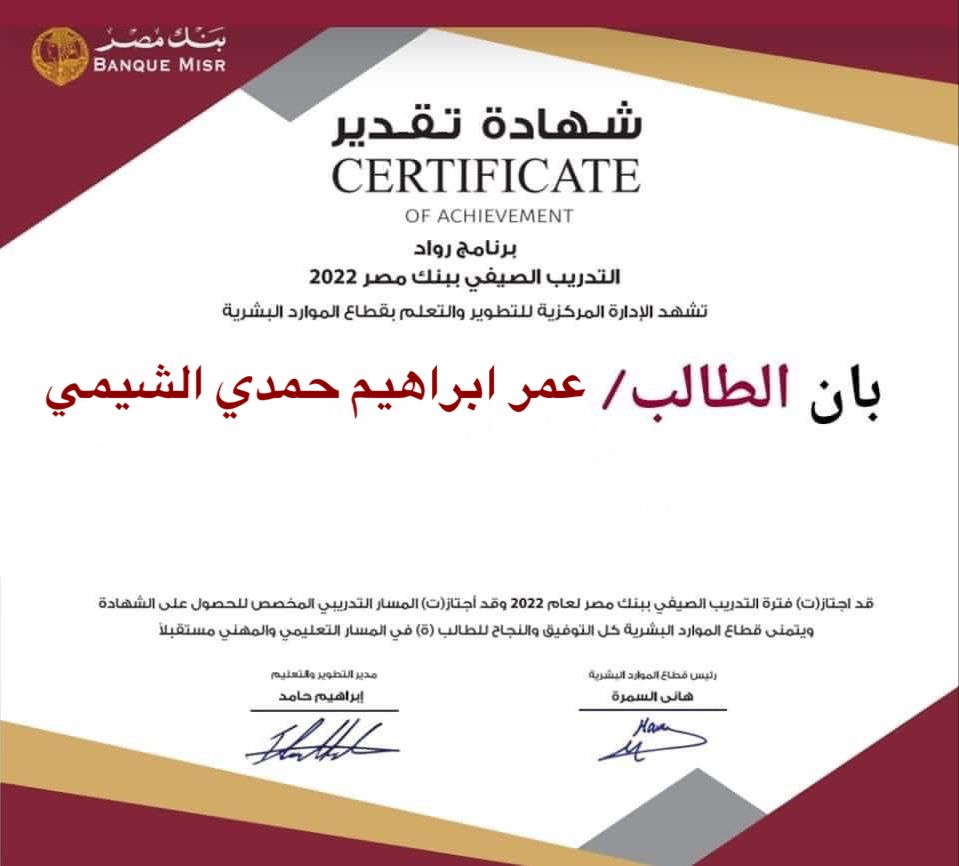 بنك مصر
BANQUE MISR
شهادة تقدير
CERTIFICATE
OF ACHIEVEMENT
برنامج رواد
التدريب الصيفي ببنك مصر 2022
تشهد الإدارة المركزية للتطوير والتعلم بقطاع الموارد البشرية
بان الطالب/ عمر ابراهيم حمدي الشيمي
قد اجتاز(ت) فترة التدريب الصيفي ببنك مصر لعام 2022 وقد أجتاز(ت) المسار التدريبي المخصص للحصول على الشهادة
ويتمنى قطاع الموارد البشرية كل التوفيق والنجاح للطالب (ة) في المسار التعليمي والمهني مستقبلاً
رئيس قطاع الموارد البشرية
هانى السمرة
مدير التطوير والتعليم
إبراهيم حامد